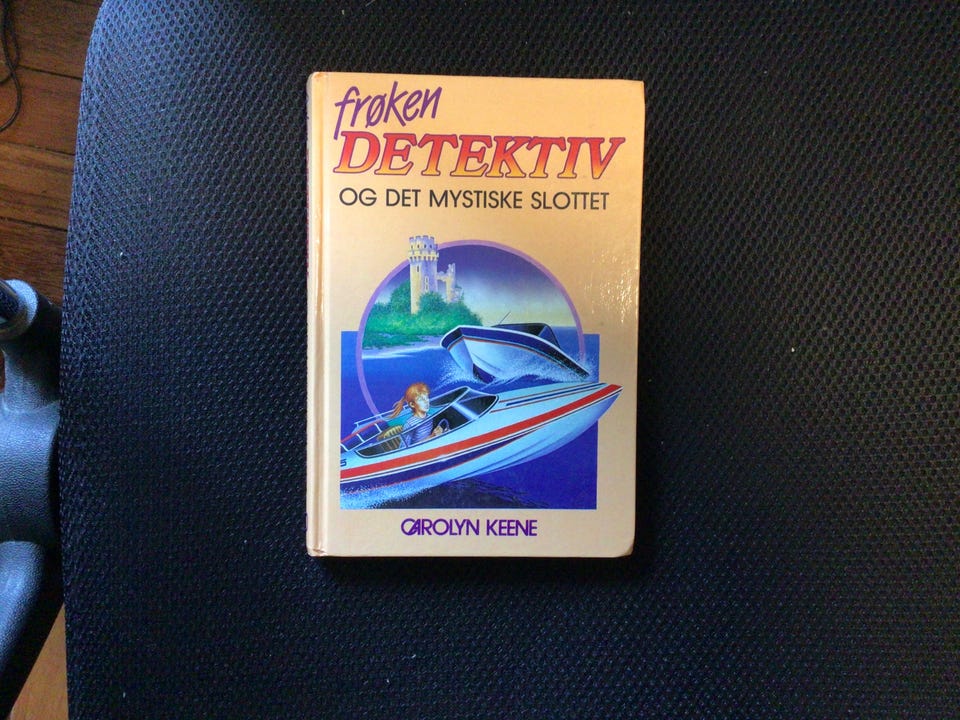 frøken
DETEKTIV
OG DET MYSTISKE SLOTTET
CAROLYN KEENE